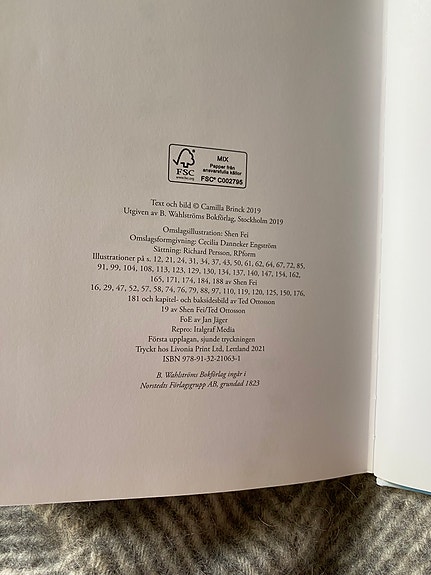 FSC
www.fsc.org
MIX
Papper från
ansvarsfulla källor
FSC® C002795
Text och bild © Camilla Brinck 2019
Utgiven av B. Wahlströms Bokförlag, Stockholm 2019
Omslagsillustration: Shen Fei
Omslagsformgivning: Cecilia Danneker Engström
Sättning: Richard Persson, RPform
Illustrationer på s. 12, 21, 24, 31, 34, 37, 43, 50, 61, 62, 64, 67, 72, 85,
91, 99, 104, 108, 113, 123, 129, 130, 134, 137, 140, 147, 154, 162,
165, 171, 174, 184, 188 av Shen Fei
16, 29, 47, 52, 57, 58, 74, 76, 79, 88, 97, 110, 119, 120, 125, 150, 176,
181 och kapitel- och baksidesbild av Ted Ottosson
19 av Shen Fei/Ted Ottosson
FoE av Jan Jäger
Repro: Italgraf Media
Första upplagan, sjunde tryckningen
Tryckt hos Livonia Print Ltd, Lettland 2021
ISBN 978-91-32-21063-1
B. Wahlströms Bokförlag ingår i
Norstedts Förlagsgrupp AB, grundad 1823